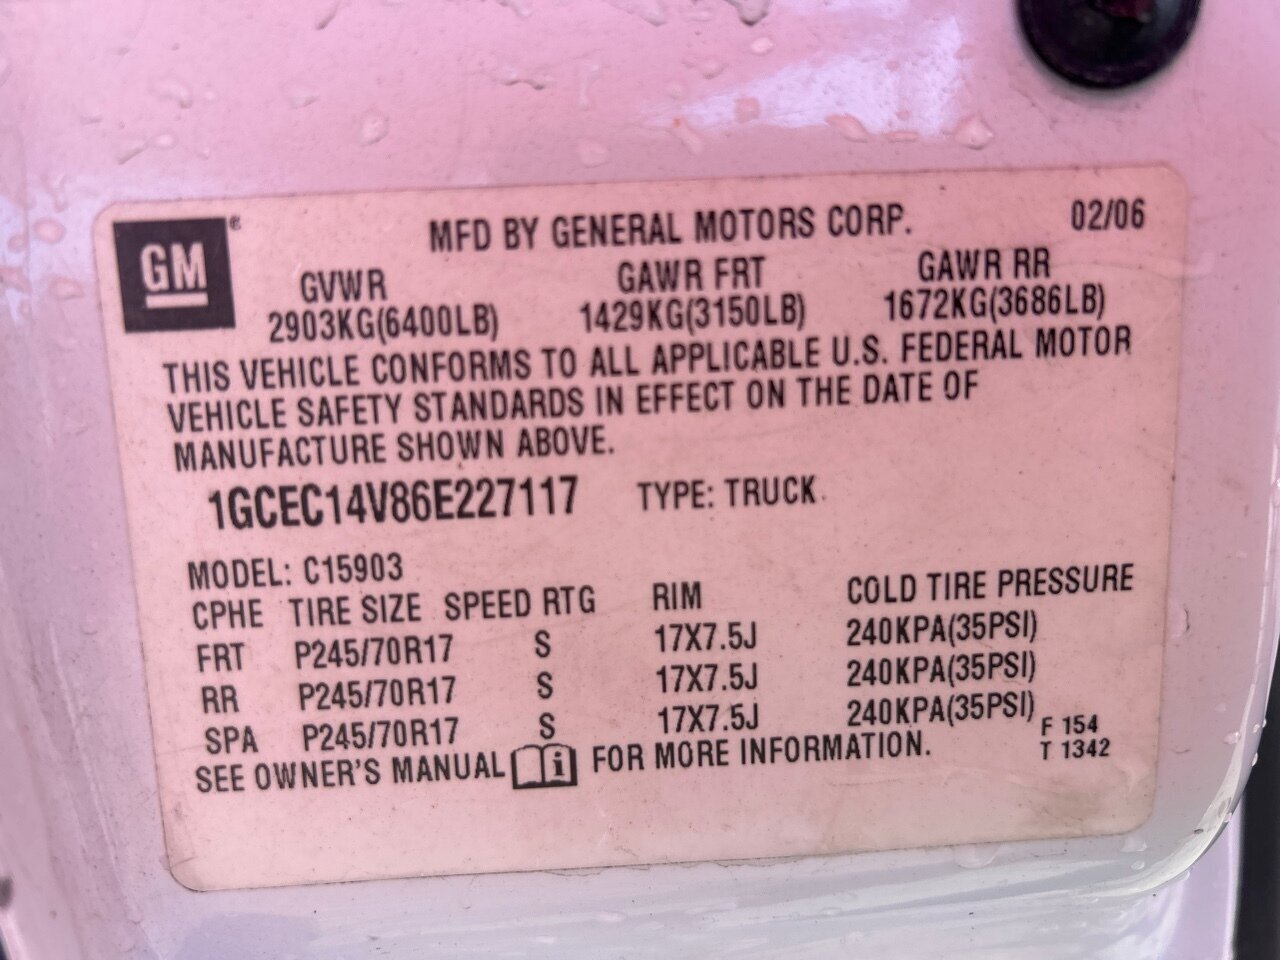 GM ®
MFD BY GENERAL MOTORS CORP. 02/06
GVWR GAWR FRT GAWR RR
2903KG(6400LB) 1429KG(3150LB) 1672KG(3686LB)
THIS VEHICLE CONFORMS TO ALL APPLICABLE U.S. FEDERAL MOTOR
VEHICLE SAFETY STANDARDS IN EFFECT ON THE DATE OF
MANUFACTURE SHOWN ABOVE.
1GCEC14V86E227117 TYPE: TRUCK
MODEL: C15903
CPHE TIRE SIZE SPEED RTG RIM COLD TIRE PRESSURE
FRT P245/70R17 S 17X7.5J 240KPA(35PSI)
RR P245/70R17 S 17X7.5J 240KPA(35PSI)
SPA P245/70R17 S 17X7.5J 240KPA(35PSI)
SEE OWNER'S MANUAL i FOR MORE INFORMATION.
F 154
T 1342